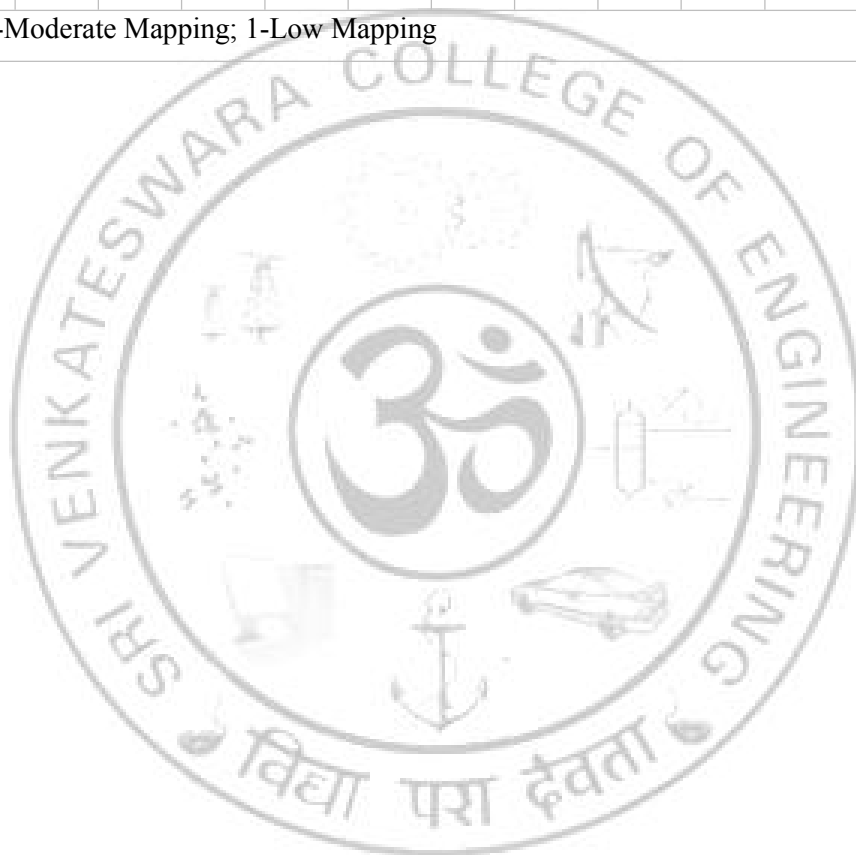 -Moderate Mapping; 1-Low Mapping
SRI VENKATESWARA COLLEGE OF ENGINEERING
ॐ
विद्या परा देवता